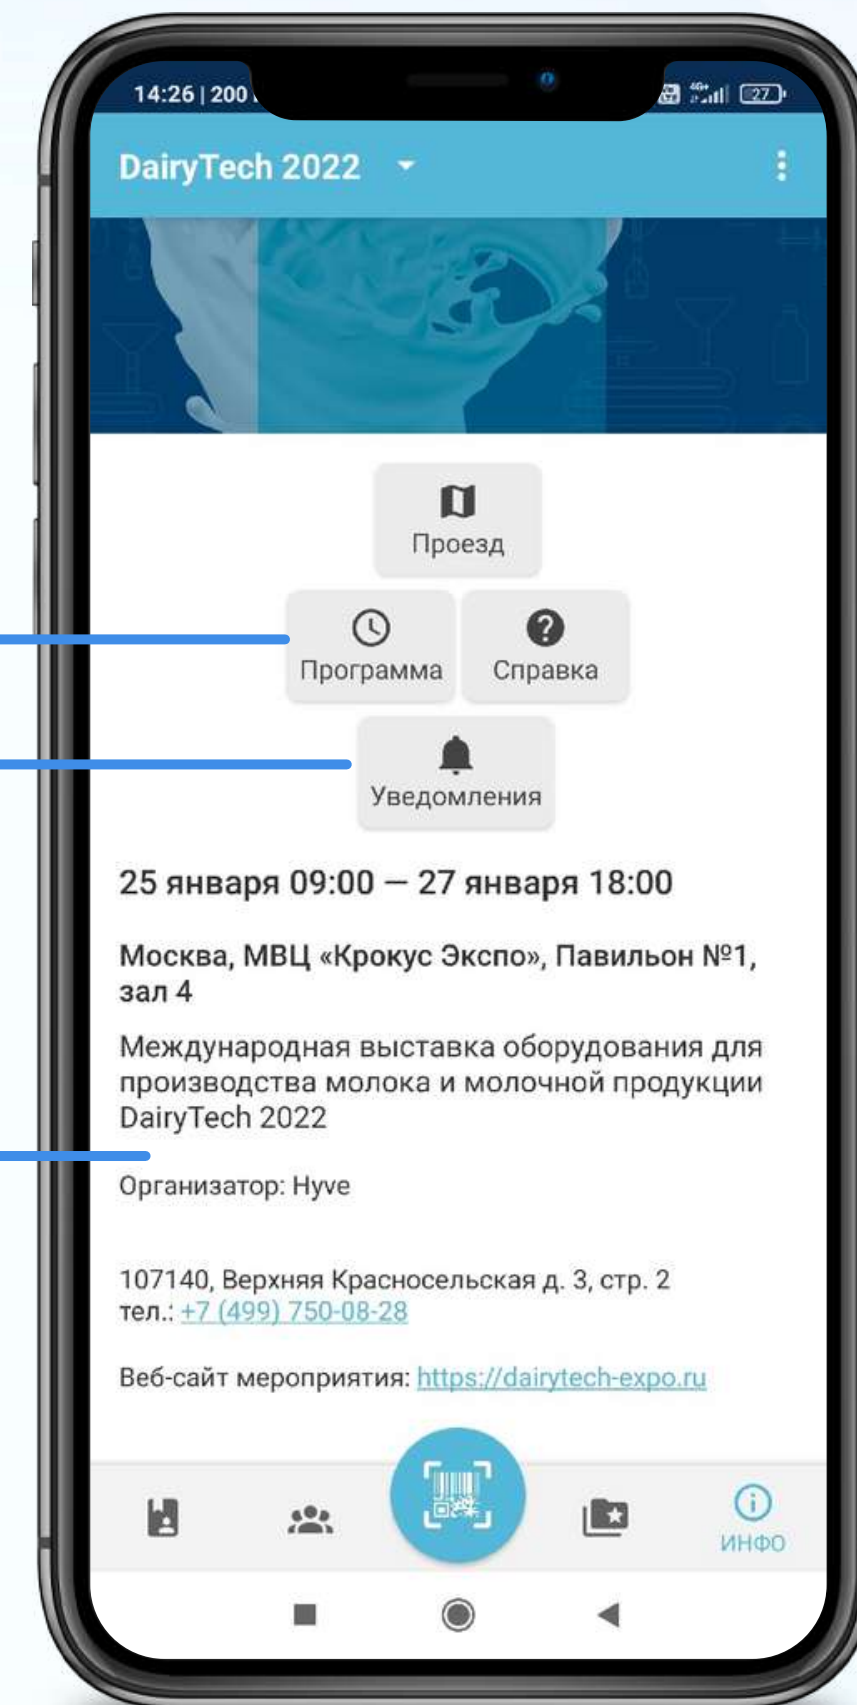 14:26 | 200
4G+
27
DairyTech 2022
Проезд
Программа
Справка
Уведомления
25 января 09:00 — 27 января 18:00
Москва, МВЦ «Крокус Экспо», Павильон №1,
зал 4
Международная выставка оборудования для
производства молока и молочной продукции
DairyTech 2022
Организатор: Hyve
107140, Верхняя Красносельская д. 3, стр. 2
тел.: +7 (499) 750-08-28
Веб-сайт мероприятия: https://dairytech-expo.ru
ИНФО